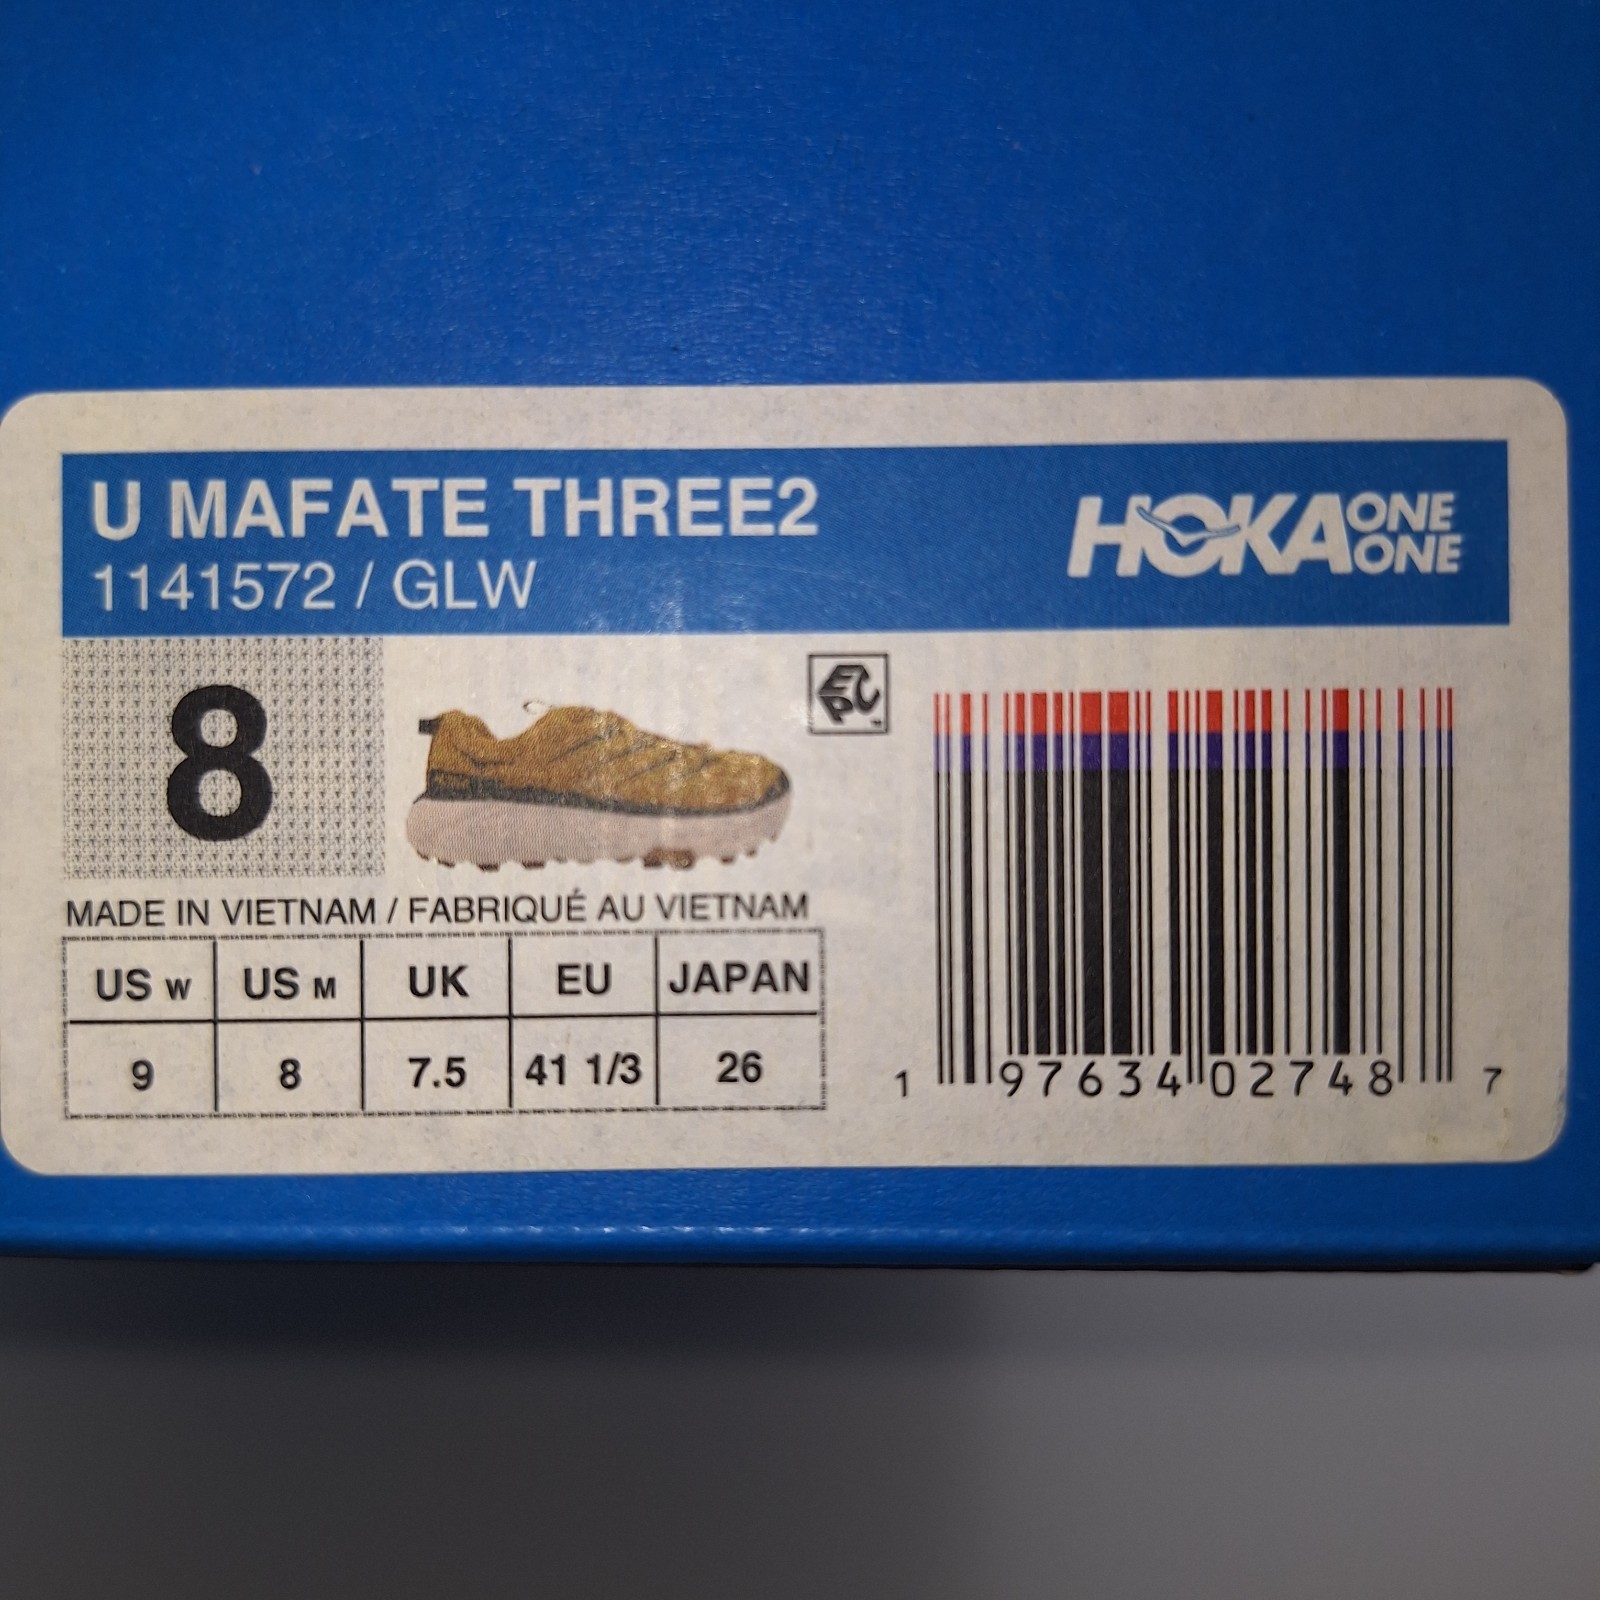 U MAFATE THREE2
1141572 / GLW
HOKA ONE ONE
8
MADE IN VIETNAM / FABRIQUÉ AU VIETNAM
US W US M UK EU JAPAN
9 8 7.5 41 1/3 26
1 97634 02748 7